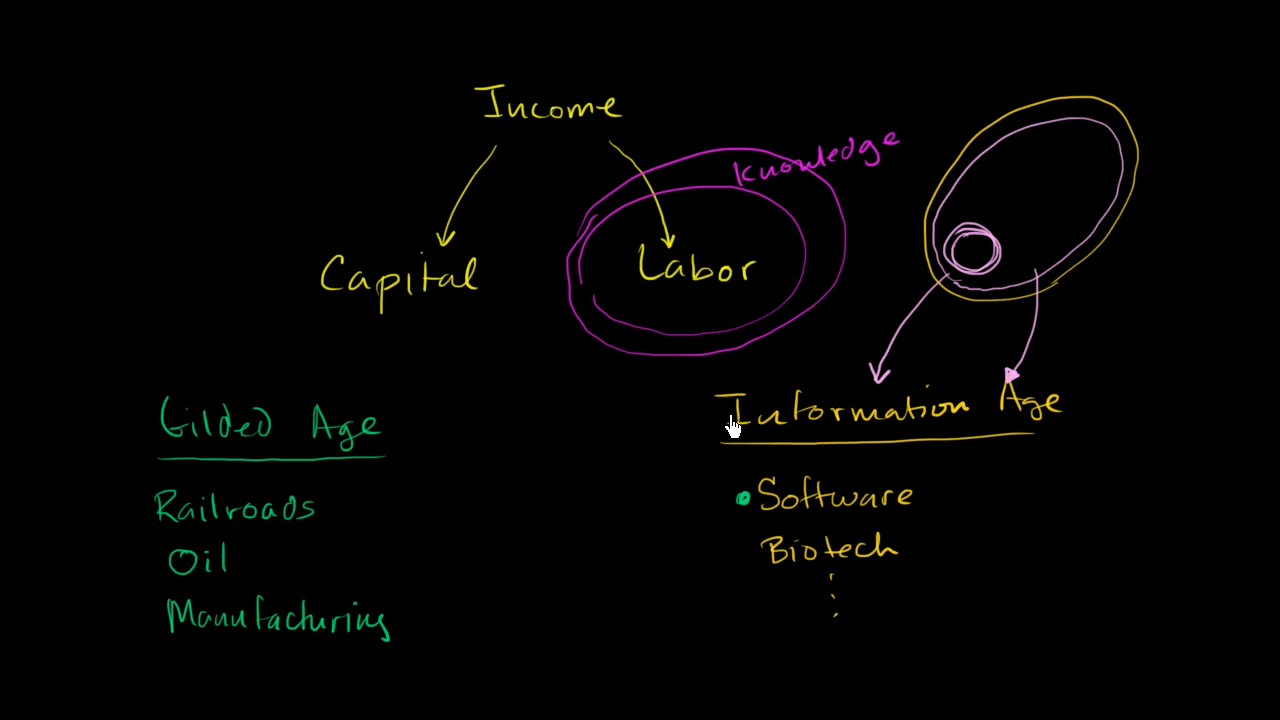 Income
Knowledge
Capital
Labor
Gilded Age
Railroads
Oil
Manufacturing
Information Age
Software
Biotech